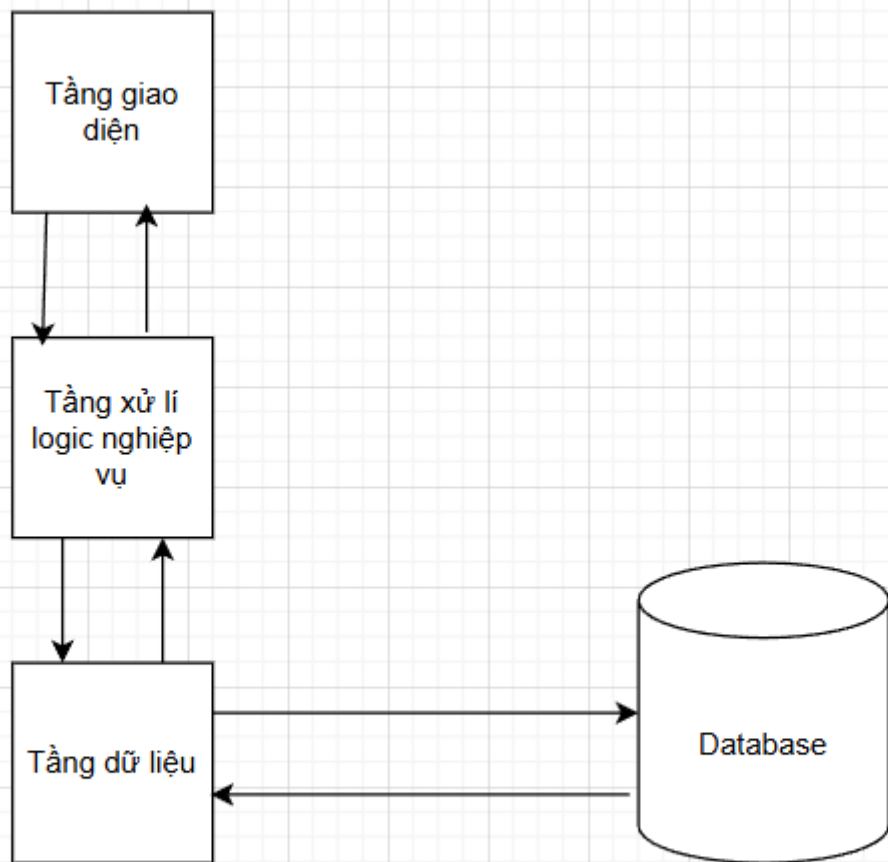 Tầng giao
diện
Tầng xử lí
logic nghiệp
vụ
Tầng dữ liệu
Database